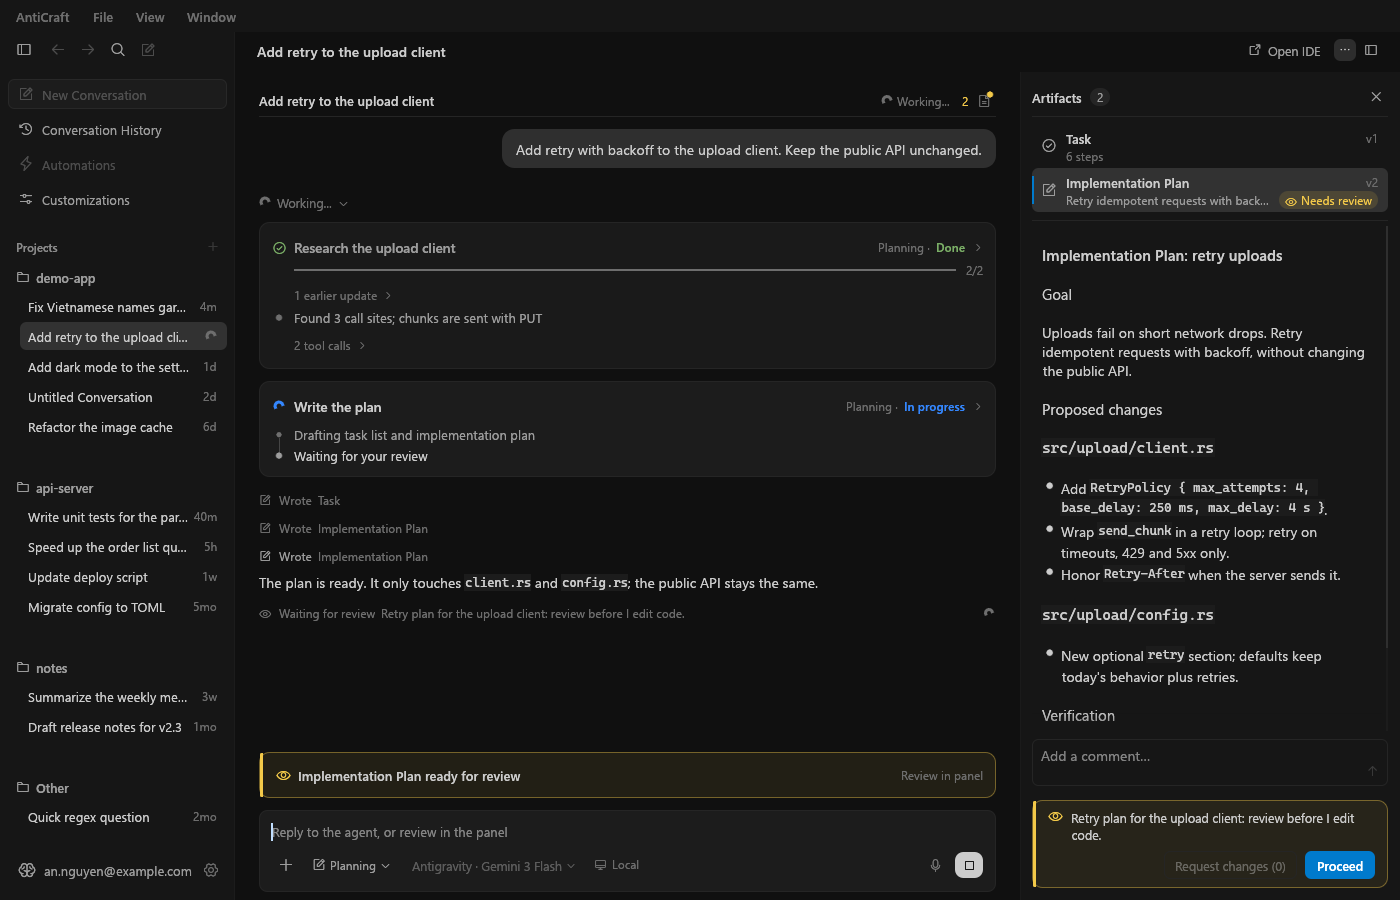 AntiCraft File View Window
Add retry to the upload client
Open IDE
New Conversation
Conversation History
Automations
Customizations
Projects
demo-app
Fix Vietnamese names gar... 4m
Add retry to the upload cli...
Add dark mode to the sett... 1d
Untitled Conversation 2d
Refactor the image cache 6d
api-server
Write unit tests for the par... 40m
Speed up the order list qu... 5h
Update deploy script 1w
Migrate config to TOML 5mo
notes
Summarize the weekly me... 3w
Draft release notes for v2.3 1mo
Other
Quick regex question 2mo
an.nguyen@example.com
Add retry to the upload client Working... 2
Add retry with backoff to the upload client. Keep the public API unchanged.
Working...
Research the upload client Planning · Done
2/2
1 earlier update
Found 3 call sites; chunks are sent with PUT
2 tool calls
Write the plan Planning · In progress
Drafting task list and implementation plan
Waiting for your review
Wrote Task
Wrote Implementation Plan
Wrote Implementation Plan
The plan is ready. It only touches client.rs and config.rs; the public API stays the same.
Waiting for review Retry plan for the upload client: review before I edit code.
Implementation Plan ready for review Review in panel
Reply to the agent, or review in the panel
Planning Antigravity · Gemini 3 Flash Local
Artifacts 2
Task v1
6 steps
Implementation Plan v2
Retry idempotent requests with back... Needs review
Implementation Plan: retry uploads
Goal
Uploads fail on short network drops. Retry
idempotent requests with backoff, without changing
the public API.
Proposed changes
src/upload/client.rs
Add RetryPolicy { max_attempts: 4,
base_delay: 250 ms, max_delay: 4 s }.
Wrap send_chunk in a retry loop; retry on
timeouts, 429 and 5xx only.
Honor Retry-After when the server sends it.
src/upload/config.rs
New optional retry section; defaults keep
today's behavior plus retries.
Verification
Add a comment...
Retry plan for the upload client: review before I edit
code.
Request changes (0) Proceed